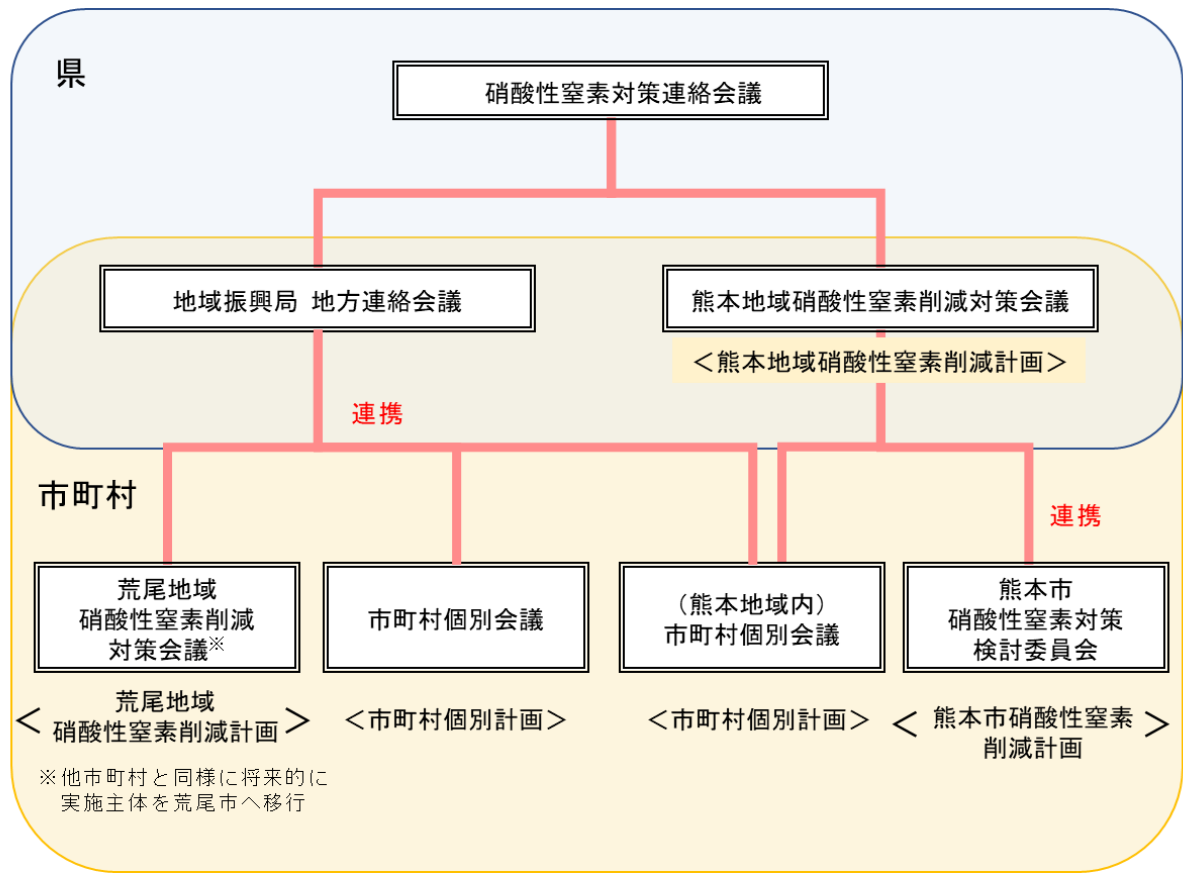 県
硝酸性窒素対策連絡会議
地域振興局 地方連絡会議
熊本地域硝酸性窒素削減対策会議
<熊本地域硝酸性窒素削減計画>
連携
市町村
連携
荒尾地域
硝酸性窒素削減
対策会議※
市町村個別会議
(熊本地域内)
市町村個別会議
熊本市
硝酸性窒素対策
検討委員会
<荒尾地域
硝酸性窒素削減計画>
<市町村個別計画>
<市町村個別計画>
<熊本市硝酸性窒素
削減計画>
※他市町村と同様に将来的に
実施主体を荒尾市へ移行